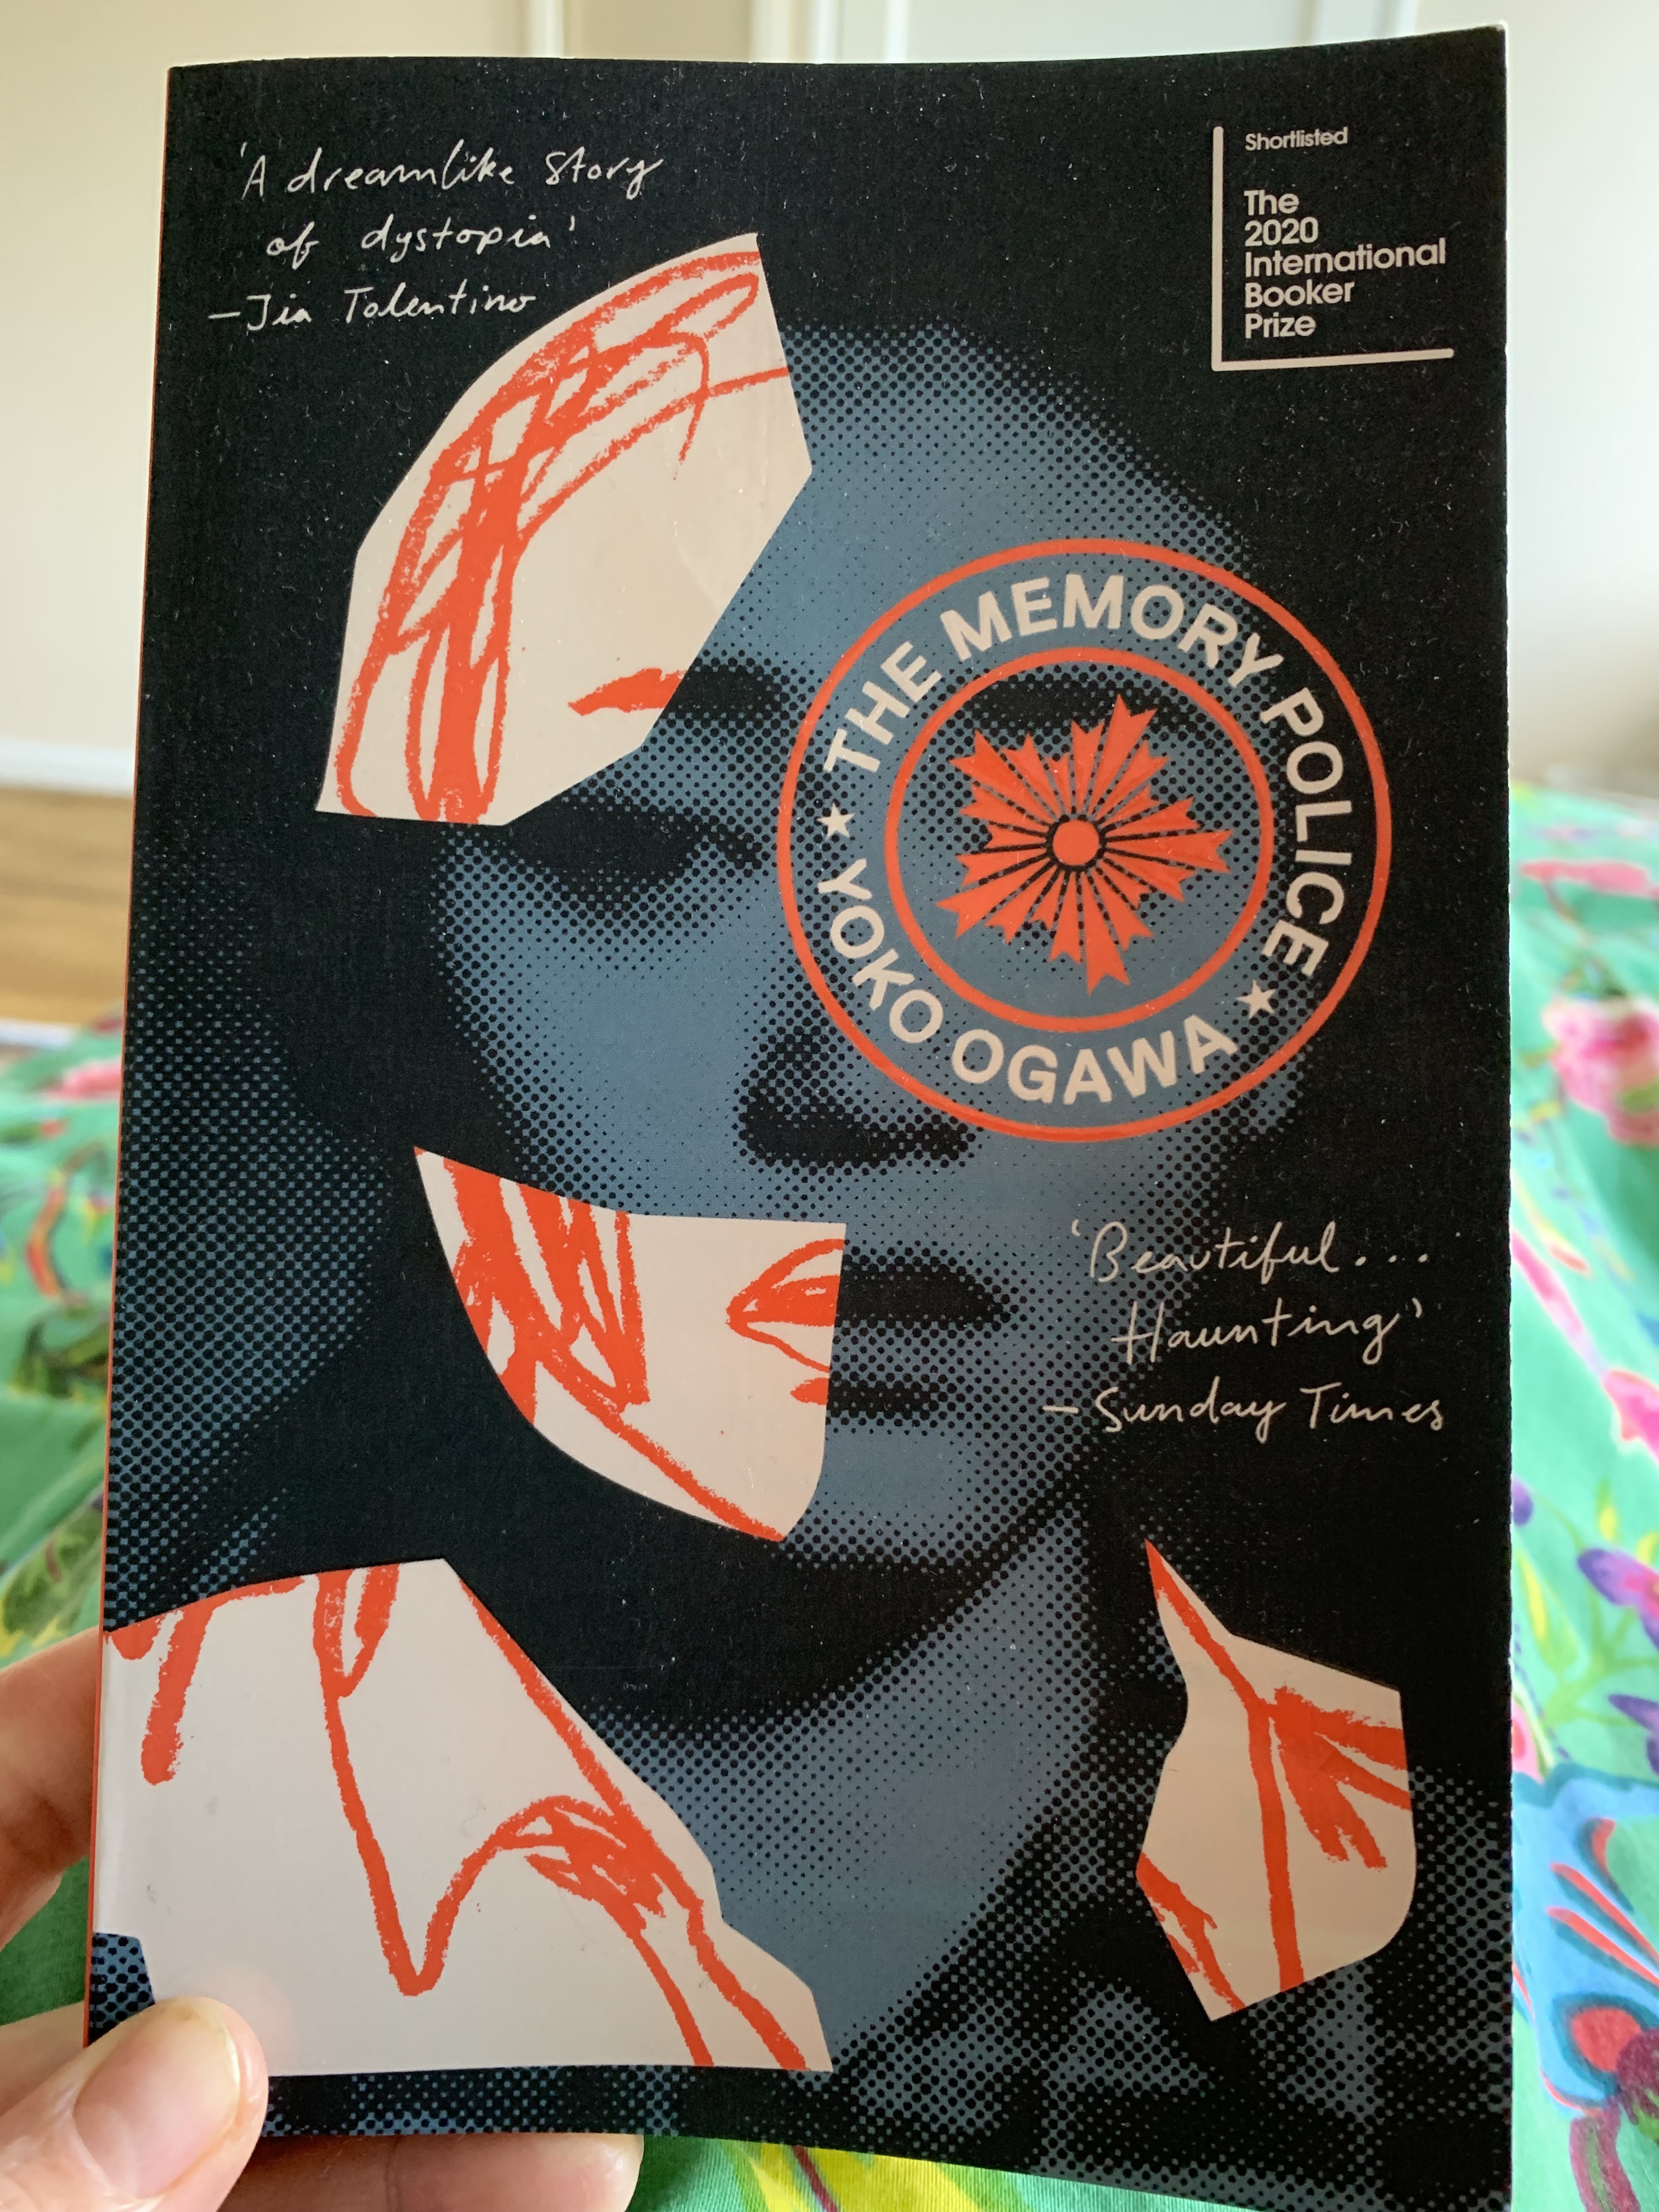 'A dreamlike story
of dystopia'
—Jia Tolentino
Shortlisted
The
2020
International
Booker
Prize
THE MEMORY POLICE
★ YOKO OGAWA ★
'Beautiful....
Haunting'
— Sunday Times